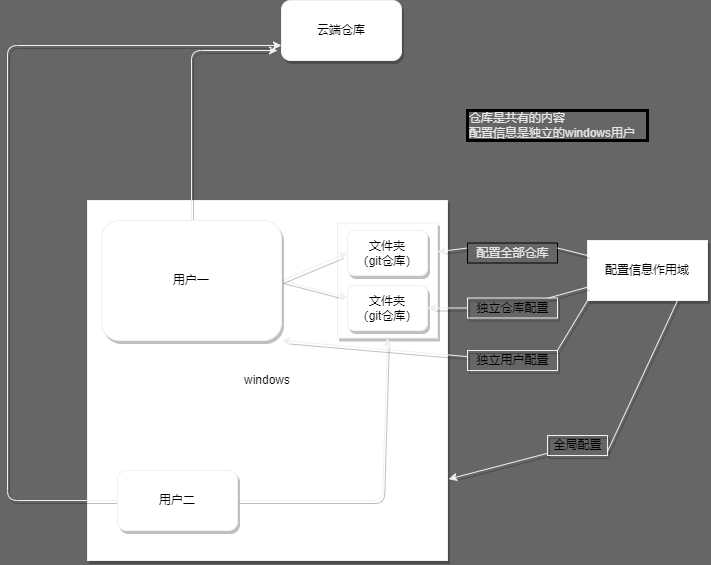 云端仓库
仓库是共有的内容
配置信息是独立的windows用户
用户一
文件夹
(git仓库)
文件夹
(git仓库)
配置全部仓库
配置信息作用域
独立仓库配置
独立用户配置
windows
全局配置
用户二